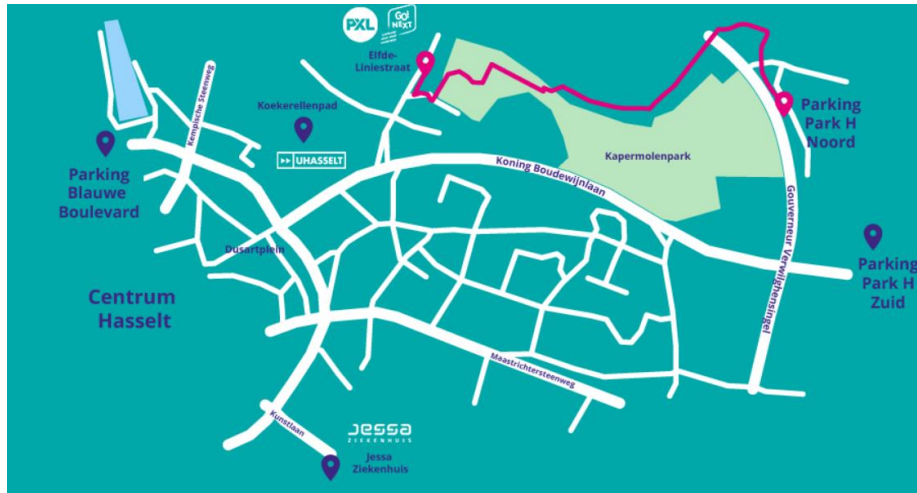 PXL
GO!
NEXT
Elfde-
Liniestraat
Koekerellenpad
>> UHASSELT
Kempische Steenweg
Parking
Blauwe
Boulevard
Parking
Park H
Noord
Kapermolenpark
Koning Boudewijnlaan
Gouverneur Verwilghensingel
Parking
Park H
Zuid
Dusartplein
Centrum
Hasselt
Maastrichtersteenweg
Kunstlaan
Jessa
ZIEKENHUIS
Jessa
Ziekenhuis